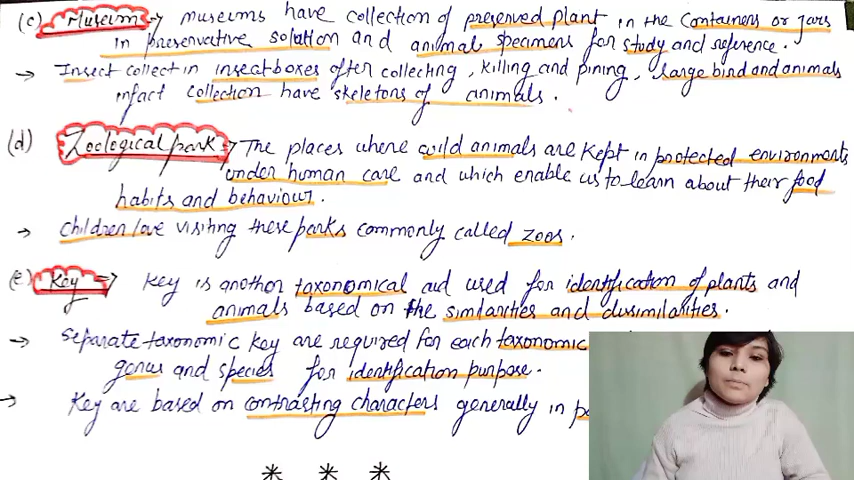 (c) Museum → museums have collection of preserved plant in the containers or jars
in preservative solution and animal specimens for study and reference.
→ Insect collect in insect boxes after collecting, killing and pining, large bird and animals
infact collection have skeletons of animals.
(d) Zoological park → The places where wild animals are kept in protected environments
under human care and which enable us to learn about their food
habits and behaviour.
→ children love visiting these parks commonly called zoos.
(e) Key → Key is another taxonomical aid used for identification of plants and
animals based on the similarities and dissimilarities.
→ separate taxonomic key are required for each taxonomic
genus and species for identification purpose.
→ Key are based on contrasting characters generally in